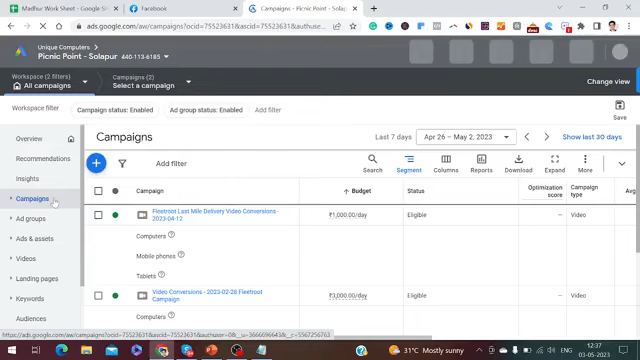 Madhur Work Sheet - Google Sh
Facebook
Campaigns - Picnic Point - Solap
ads.google.com/aw/campaigns?ocid=75523631&ascid=75523631&authuser=0...
Unique Computers
Picnic Point - Solapur 440-113-6185
Workspace (2 filters)
All campaigns
Campaigns (2)
Select a campaign
Change view
Workspace filter
Campaign status: Enabled
Ad group status: Enabled
Add filter
Save
Overview
Recommendations
Insights
Campaigns
Ad groups
Ads & assets
Videos
Landing pages
Keywords
Audiences
Campaigns
Last 7 days
Apr 26 – May 2, 2023
Show last 30 days
Add filter
Search
Segment
Columns
Reports
Download
Expand
More
Campaign
Budget
Status
Optimization score
Campaign type
Avg
Fleetroot Last Mile Delivery Video Conversions - 2023-04-12
₹1,000.00/day
Eligible
–
Video
Computers
Mobile phones
Tablets
Video Conversions - 2023-02-28 Fleetroot Campaign
₹3,000.00/day
Eligible
–
Video
Computers
31°C Mostly sunny
ENG
12:37
03-05-2023